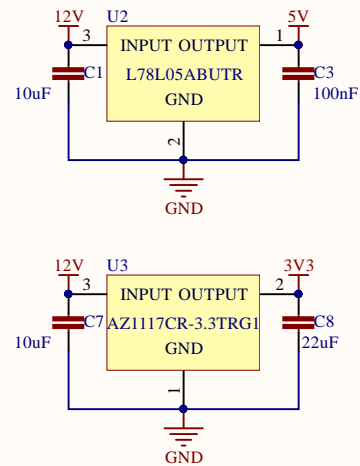 12V U2 5V
3 INPUT OUTPUT 1
C1 L78L05ABUTR C3
10uF GND 100nF
2
GND
12V U3 3V3
3 INPUT OUTPUT 2
C7 AZ1117CR-3.3TRG1 C8
10uF GND 22uF
1
GND